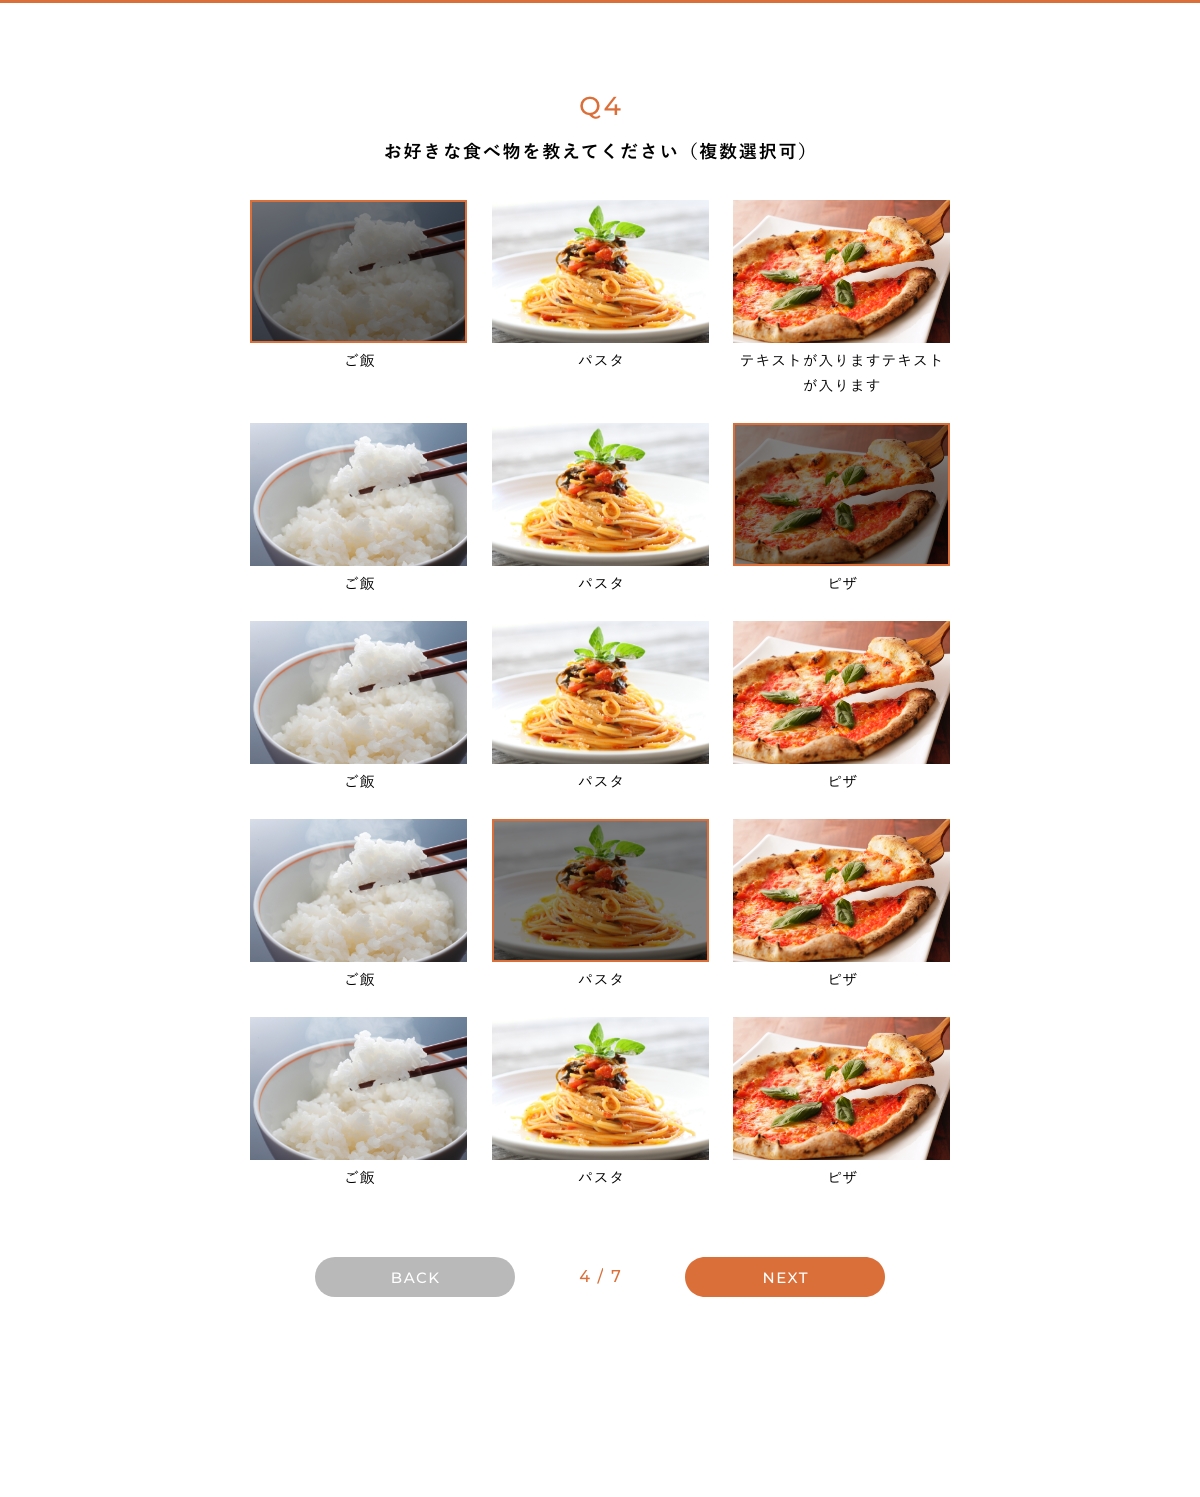 Q4
お好きな食べ物を教えてください（複数選択可）
ご飯
パスタ
テキストが入りますテキスト
が入ります
ご飯
パスタ
ピザ
ご飯
パスタ
ピザ
ご飯
パスタ
ピザ
ご飯
パスタ
ピザ
BACK
4 / 7
NEXT